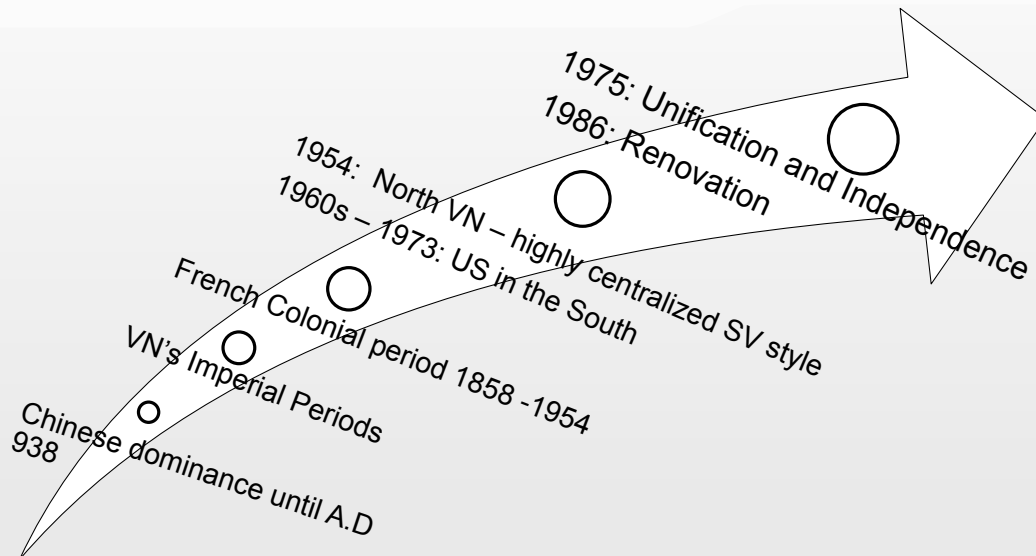 1975: Unification and Independence
1986: Renovation
1954:  North VN – highly centralized SV style
1960s – 1973: US in the South
French Colonial period 1858 -1954
VN's Imperial Periods
Chinese dominance until A.D
938